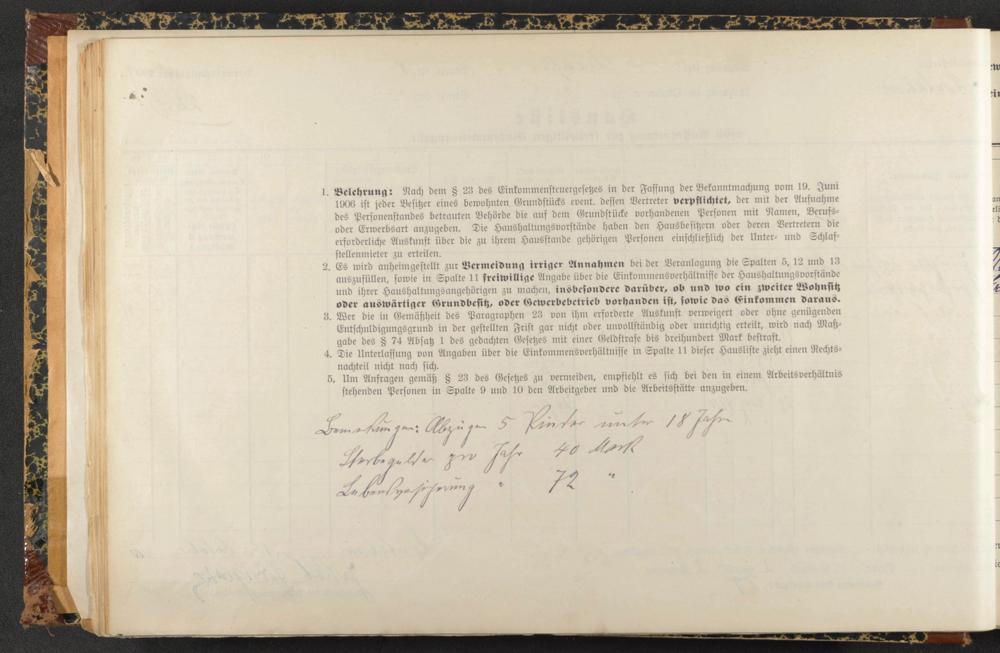 1. Belehrung: Nach dem § 23 des Einkommensteuergesetzes in der Fassung der Bekanntmachung vom 19. Juni
1906 ist jeder Besitzer eines bewohnten Grundstücks event. dessen Vertreter verpflichtet, der mit der Aufnahme
des Personenstandes betrauten Behörde die auf dem Grundstücke vorhandenen Personen mit Namen, Berufs-
oder Erwerbsart anzugeben. Die Haushaltungsvorstände haben den Hausbesitzern oder deren Vertretern die
erforderliche Auskunft über die zu ihrem Hausstande gehörigen Personen einschließlich der Unter- und Schlaf-
stellenmieter zu erteilen.
2. Es wird anheimgestellt zur Vermeidung irriger Annahmen bei der Veranlagung die Spalten 5, 12 und 13
auszufüllen, sowie in Spalte 11 freiwillige Angabe über die Einkommensverhältnisse der Haushaltungsvorstände
und ihrer Haushaltungsangehörigen zu machen, insbesondere darüber, ob und wo ein zweiter Wohnsitz
oder auswärtiger Grundbesitz, oder Gewerbebetrieb vorhanden ist, sowie das Einkommen daraus.
3. Wer die in Gemäßheit des Paragraphen 23 von ihm erforderte Auskunft verweigert oder ohne genügenden
Entschuldigungsgrund in der gestellten Frist gar nicht oder unvollständig oder unrichtig erteilt, wird nach Maß-
gabe des § 74 Absatz 1 des gedachten Gesetzes mit einer Geldstrafe bis dreihundert Mark bestraft.
4. Die Unterlassung von Angaben über die Einkommensverhältnisse in Spalte 11 dieser Hausliste zieht einen Rechts-
nachteil nicht nach sich.
5. Um Anfragen gemäß § 23 des Gesetzes zu vermeiden, empfiehlt es sich bei den in einem Arbeitsverhältnis
stehenden Personen in Spalte 9 und 10 den Arbeitgeber und die Arbeitsstätte anzugeben.
Bemerkungen: Abzügen 5 Kinder unter 18 Jahre
Sterbegelder pro Jahr 40 Mark
Lebensversicherung " 72 "